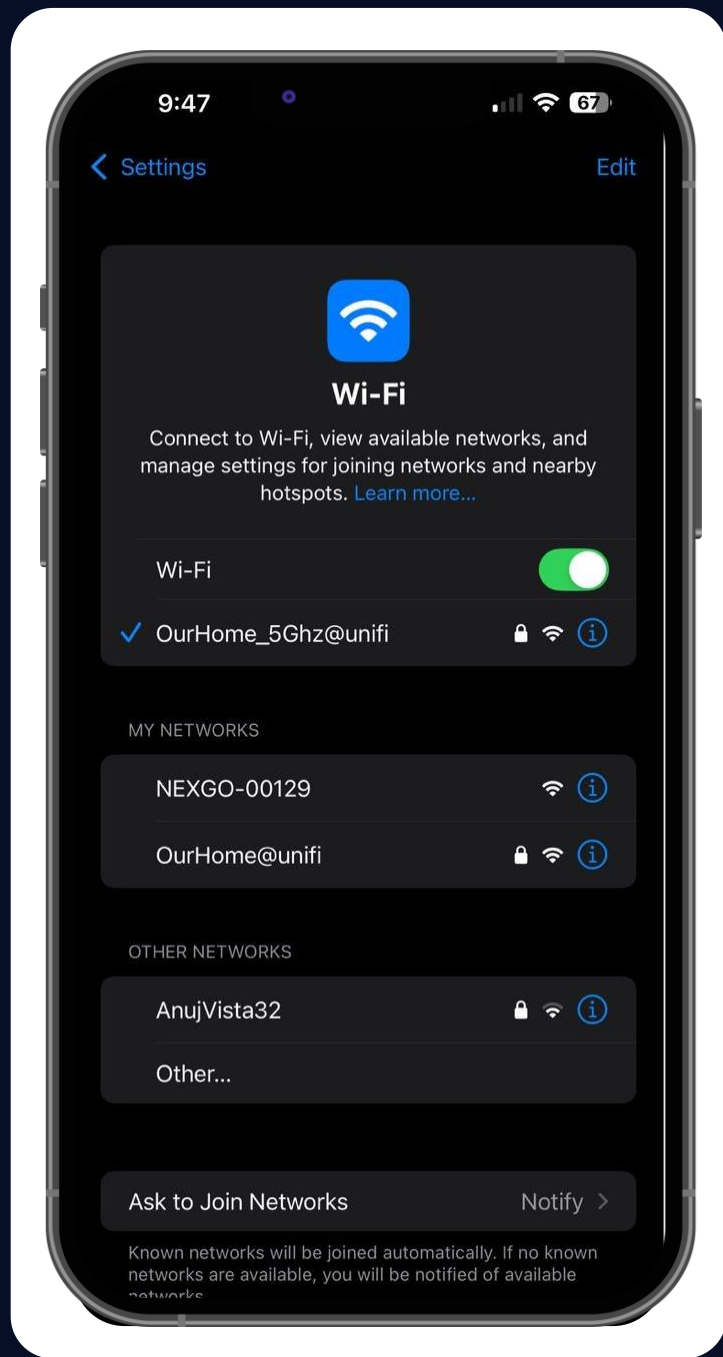 9:47
67
Settings
Edit
Wi-Fi
Connect to Wi-Fi, view available networks, and
manage settings for joining networks and nearby
hotspots. Learn more...
Wi-Fi
OurHome_5Ghz@unifi
MY NETWORKS
NEXGO-00129
OurHome@unifi
OTHER NETWORKS
AnujVista32
Other...
Ask to Join Networks
Notify
Known networks will be joined automatically. If no known
networks are available, you will be notified of available
networks